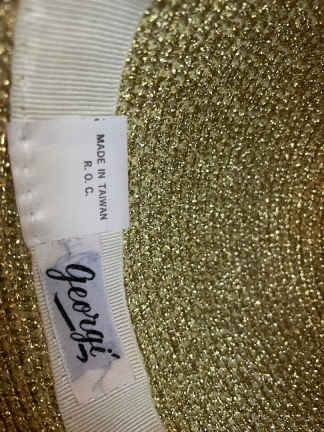 MADE IN TAIWAN
R. O. C.
georgi